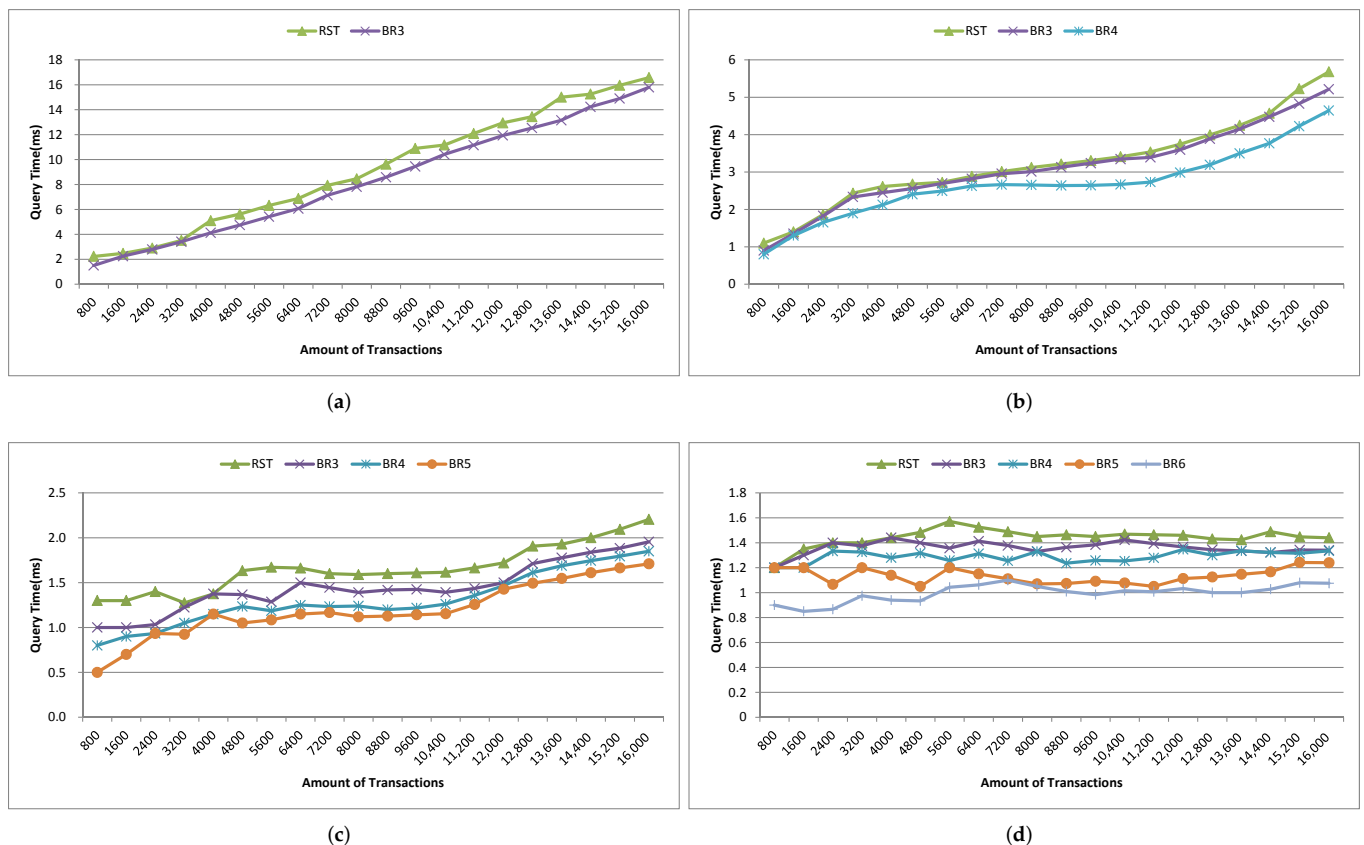 RST BR3
18
16
14
12
10
8
6
4
2
0
Query Time(ms)
800 1600 2400 3200 4000 4800 5600 6400 7200 8000 8800 9600 10,400 11,200 12,000 12,800 13,600 14,400 15,200 16,000
Amount of Transactions
(a)
RST BR3 BR4
6
5
4
3
2
1
0
Query Time(ms)
800 1600 2400 3200 4000 4800 5600 6400 7200 8000 8800 9600 10,400 11,200 12,000 12,800 13,600 14,400 15,200 16,000
Amount of Transactions
(b)
RST BR3 BR4 BR5
2.5
2.0
1.5
1.0
0.5
0.0
Query Time(ms)
800 1600 2400 3200 4000 4800 5600 6400 7200 8000 8800 9600 10,400 11,200 12,000 12,800 13,600 14,400 15,200 16,000
Amount of Transactions
(c)
RST BR3 BR4 BR5 BR6
1.8
1.6
1.4
1.2
1
0.8
0.6
0.4
0.2
0
Query Time(ms)
800 1600 2400 3200 4000 4800 5600 6400 7200 8000 8800 9600 10,400 11,200 12,000 12,800 13,600 14,400 15,200 16,000
Amount of Transactions
(d)